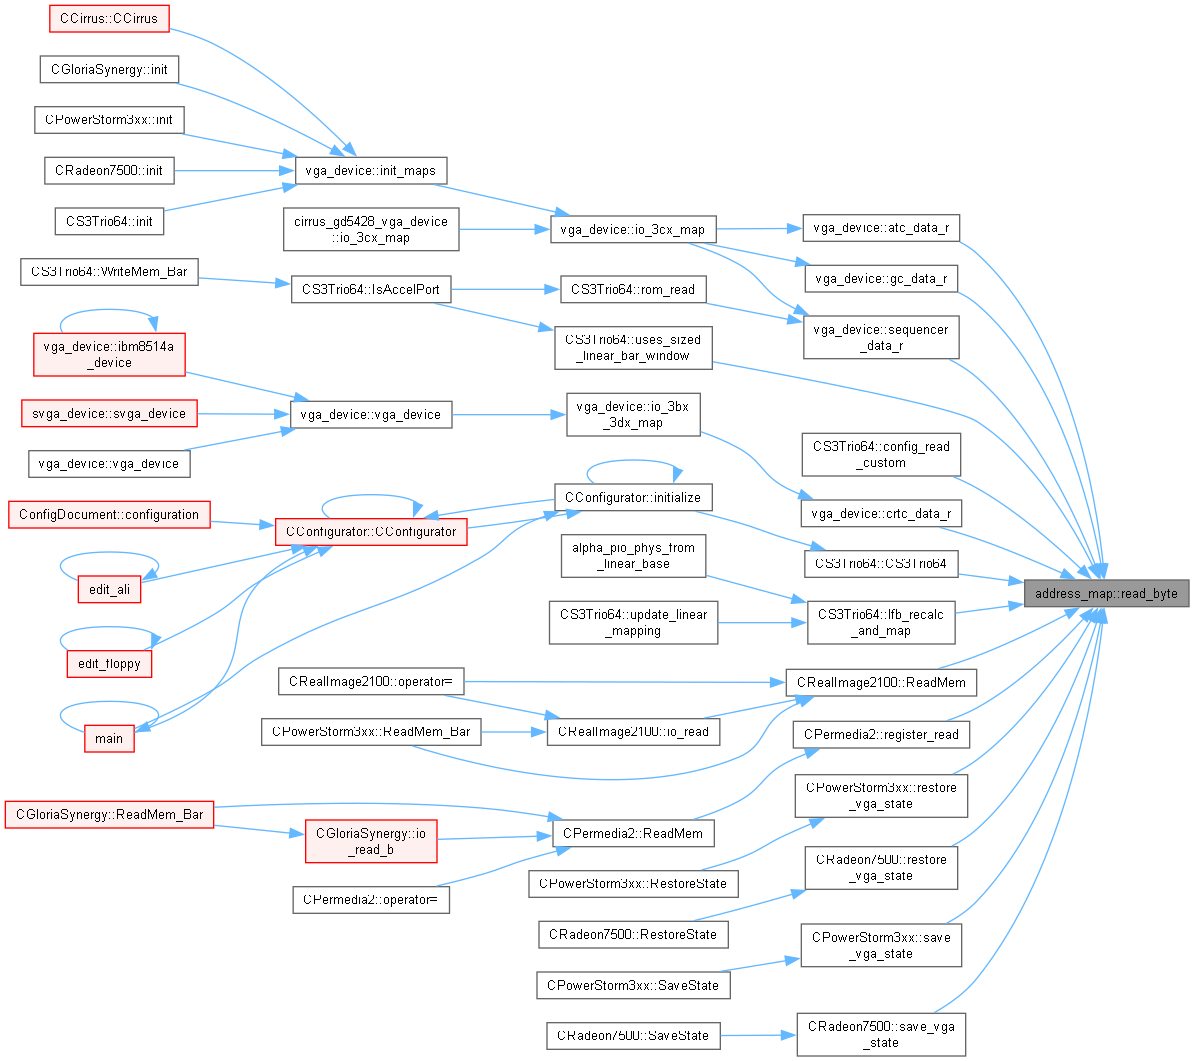 CCirrus::CCirrus
CGloriaSynergy::init
CPowerStorm3xx::init
CRadeon7500::init
CS3Trio64::init
vga_device::init_maps
cirrus_gd5428_vga_device
::io_3cx_map
vga_device::io_3cx_map
vga_device::atc_data_r
vga_device::gc_data_r
CS3Trio64::WriteMem_Bar
CS3Trio64::IsAccelPort
CS3Trio64::rom_read
vga_device::sequencer
_data_r
CS3Trio64::uses_sized
_linear_bar_window
vga_device::ibm8514a
_device
svga_device::svga_device
vga_device::vga_device
vga_device::vga_device
vga_device::io_3bx
_3dx_map
CS3Trio64::config_read
_custom
CConfigurator::initialize
vga_device::crtc_data_r
ConfigDocument::configuration
CConfigurator::CConfigurator
alpha_pio_phys_from
_linear_base
CS3Trio64::CS3Trio64
edit_ali
address_map::read_byte
CS3Trio64::update_linear
_mapping
CS3Trio64::lfb_recalc
_and_map
edit_floppy
CRealImage2100::operator=
CRealImage2100::ReadMem
main
CPowerStorm3xx::ReadMem_Bar
CRealImage2100::io_read
CPermedia2::register_read
CPowerStorm3xx::restore
_vga_state
CGloriaSynergy::ReadMem_Bar
CGloriaSynergy::io
_read_b
CPermedia2::ReadMem
CRadeon7500::restore
_vga_state
CPermedia2::operator=
CPowerStorm3xx::RestoreState
CRadeon7500::RestoreState
CPowerStorm3xx::save
_vga_state
CPowerStorm3xx::SaveState
CRadeon7500::SaveState
CRadeon7500::save_vga
_state